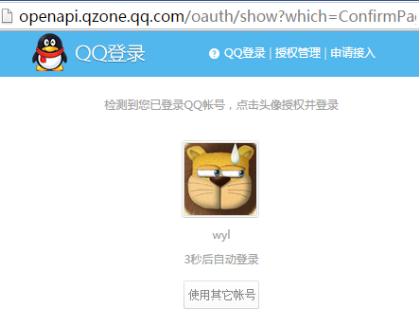 openapi.qzone.qq.com/oauth/show?which=ConfirmPa
QQ登录
QQ登录 | 授权管理 | 申请接入
检测到您已登录QQ帐号，点击头像授权并登录
wyl
3秒后自动登录
使用其它帐号